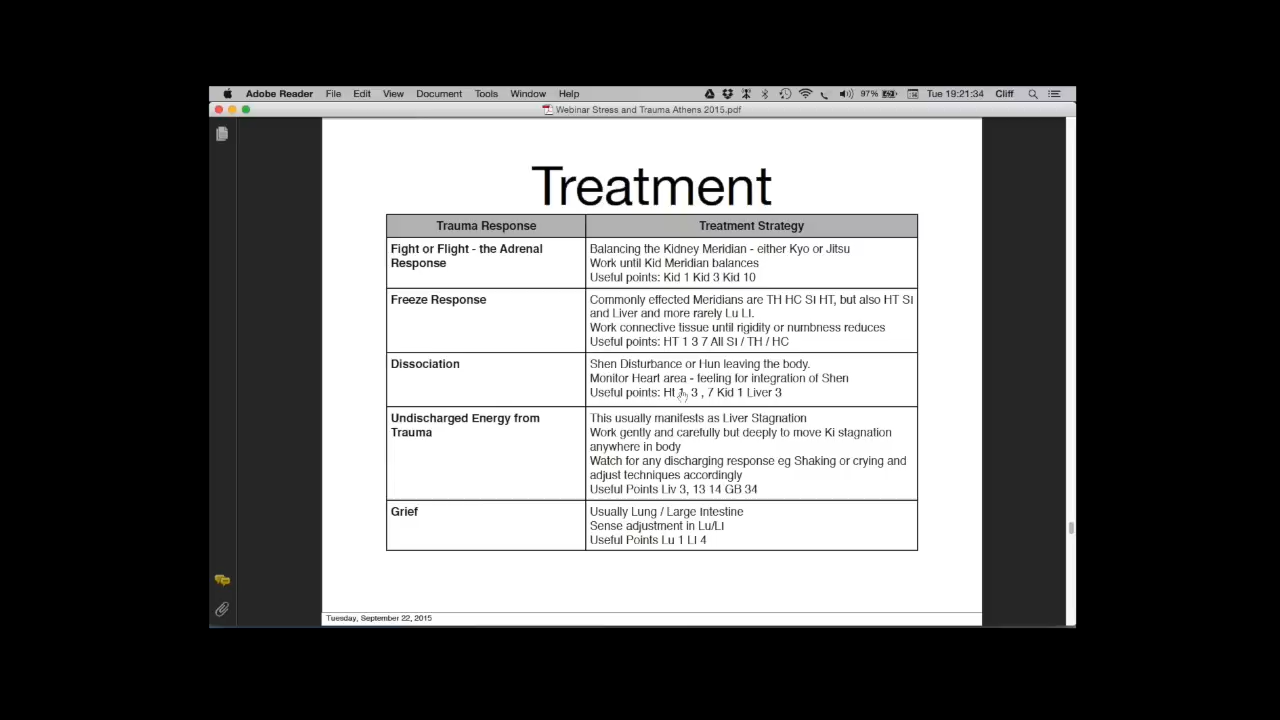 Adobe Reader File Edit View Document Tools Window Help 97% Tue 19:21:34 Cliff
Webinar Stress and Trauma Athens 2015.pdf
Treatment
Trauma Response Treatment Strategy
Fight or Flight - the Adrenal
Response
Balancing the Kidney Meridian - either Kyo or Jitsu
Work until Kid Meridian balances
Useful points: Kid 1 Kid 3 Kid 10
Freeze Response
Commonly effected Meridians are TH HC SI HT, but also HT SI
and Liver and more rarely Lu LI.
Work connective tissue until rigidity or numbness reduces
Useful points: HT 1 3 7 All SI / TH / HC
Dissociation
Shen Disturbance or Hun leaving the body.
Monitor Heart area - feeling for integration of Shen
Useful points: Ht 1, 3 , 7 Kid 1 Liver 3
Undischarged Energy from
Trauma
This usually manifests as Liver Stagnation
Work gently and carefully but deeply to move Ki stagnation
anywhere in body
Watch for any discharging response eg Shaking or crying and
adjust techniques accordingly
Useful Points Liv 3, 13 14 GB 34
Grief
Usually Lung / Large Intestine
Sense adjustment in Lu/LI
Useful Points Lu 1 LI 4
Tuesday, September 22, 2015